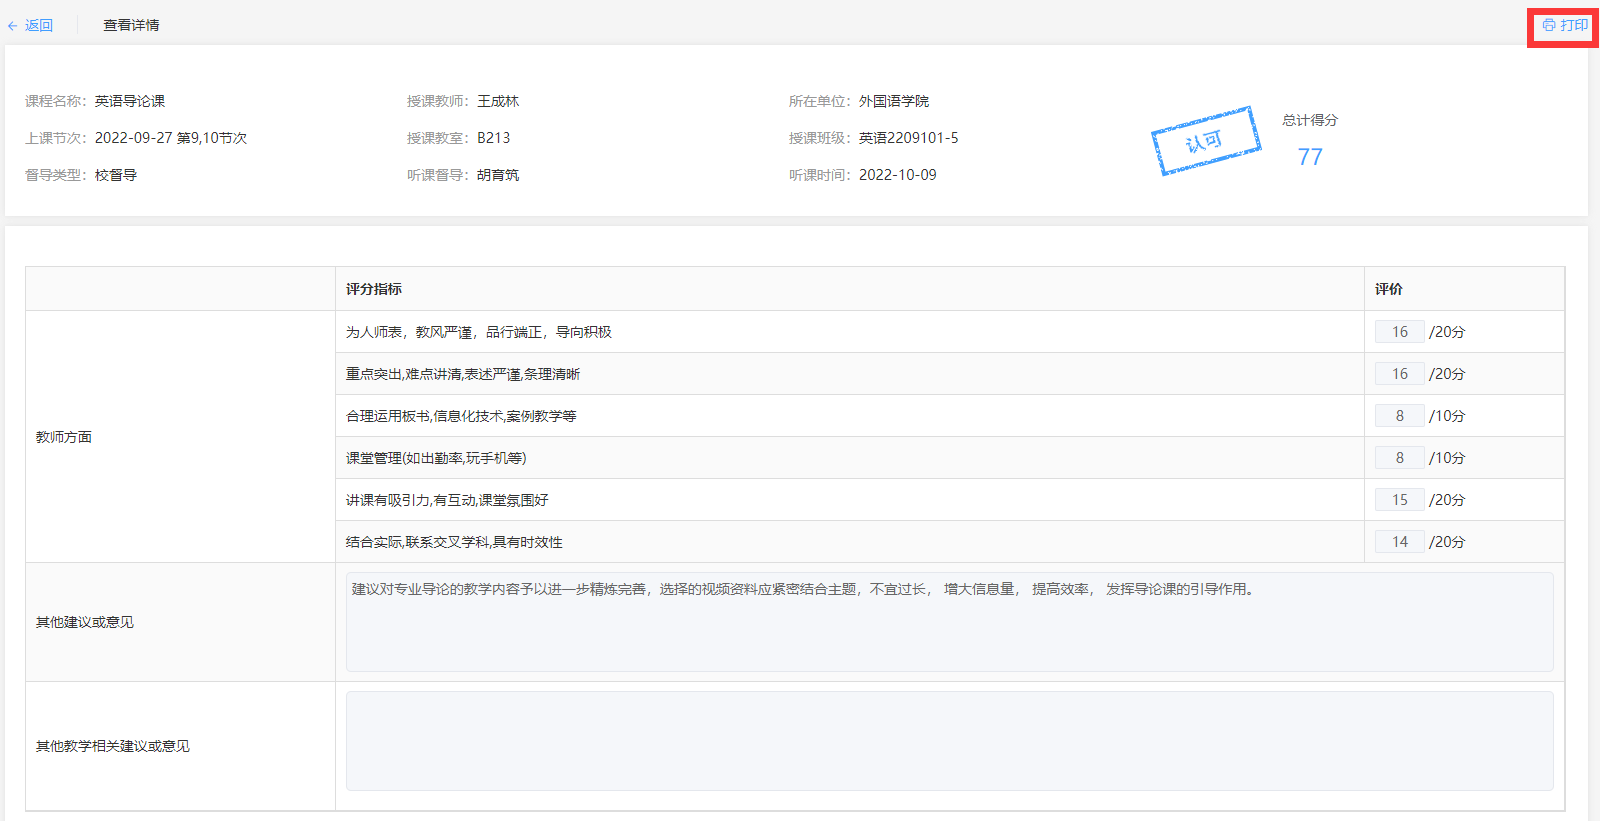 返回 查看详情 打印
课程名称： 英语导论课 授课教师： 王成林 所在单位： 外国语学院
上课节次： 2022-09-27 第9,10节次 授课教室： B213 授课班级： 英语2209101-5
督导类型： 校督导 听课督导： 胡育筑 听课时间： 2022-10-09
认可
总计得分
77
评分指标 评价
教师方面
为人师表，教风严谨，品行端正，导向积极 16 /20分
重点突出,难点讲清,表述严谨,条理清晰 16 /20分
合理运用板书,信息化技术,案例教学等 8 /10分
课堂管理(如出勤率,玩手机等) 8 /10分
讲课有吸引力,有互动,课堂氛围好 15 /20分
结合实际,联系交叉学科,具有时效性 14 /20分
其他建议或意见
建议对专业导论的教学内容予以进一步精炼完善，选择的视频资料应紧密结合主题，不宜过长， 增大信息量， 提高效率， 发挥导论课的引导作用。
其他教学相关建议或意见